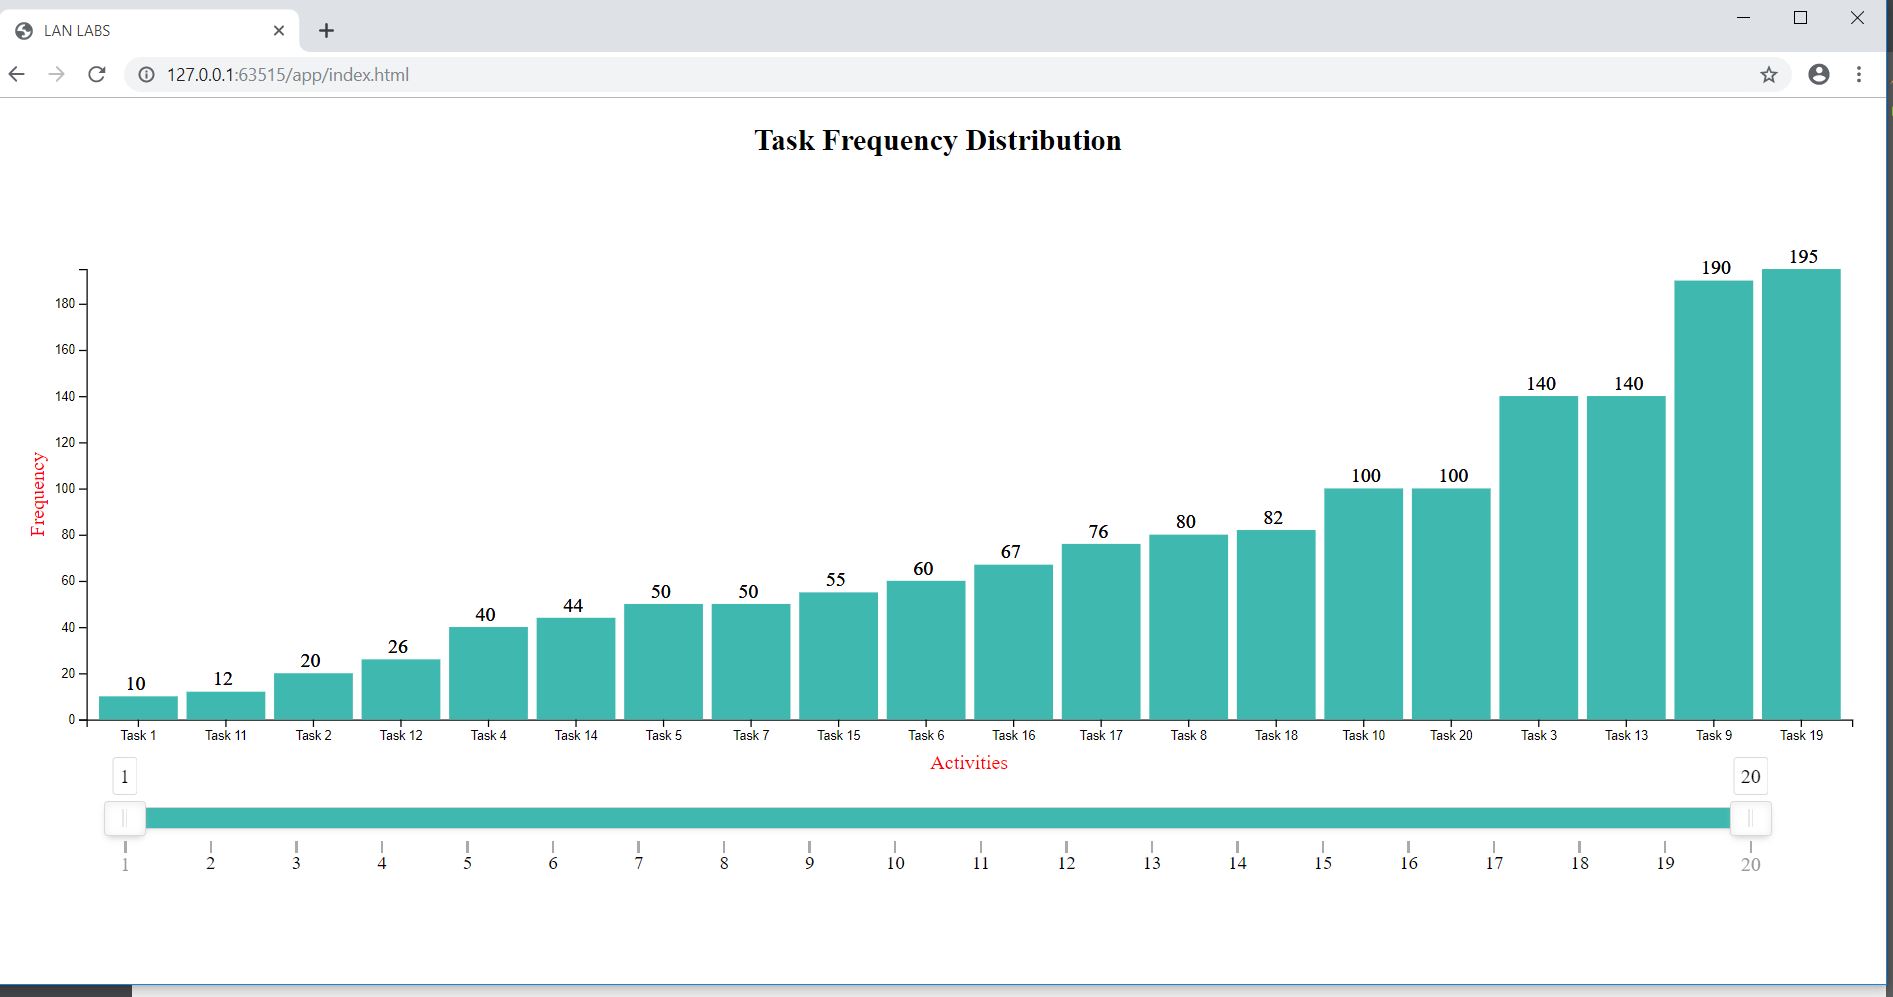 LAN LABS
127.0.0.1:63515/app/index.html
Task Frequency Distribution
195
190
180
160
140 140 140
120
Frequency
100 100 100
80 82
80
76
67
60
60
55
50 50
44
40
40
26
20
20
12
10
0
Task 1 Task 11 Task 2 Task 12 Task 4 Task 14 Task 5 Task 7 Task 15 Task 6 Task 16 Task 17 Task 8 Task 18 Task 10 Task 20 Task 3 Task 13 Task 9 Task 19
Activities
1 20
1 2 3 4 5 6 7 8 9 10 11 12 13 14 15 16 17 18 19 20